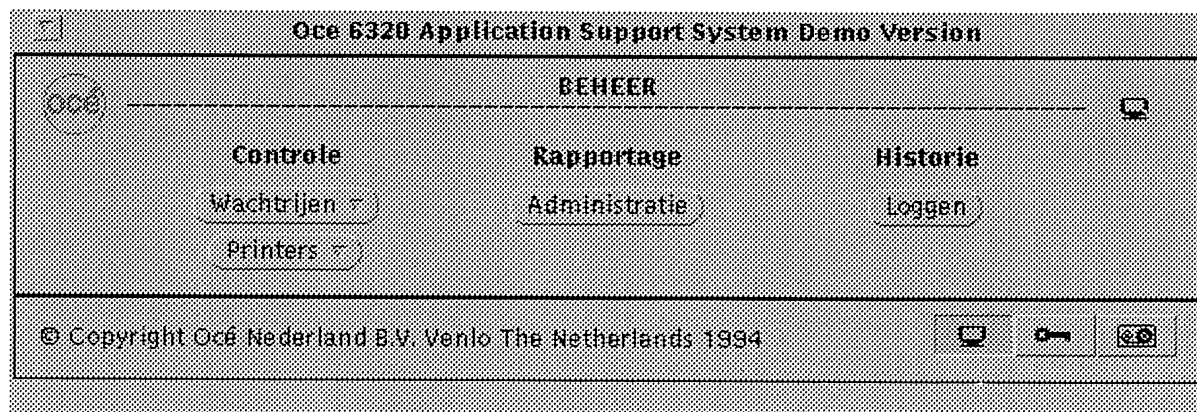 Oce 6320 Application Support System Demo Version
BEHEER
océ
Controle Rapportage Historie
Wachtrijen Administratie Loggen
Printers
© Copyright Océ Nederland B.V. Venlo The Netherlands 1994